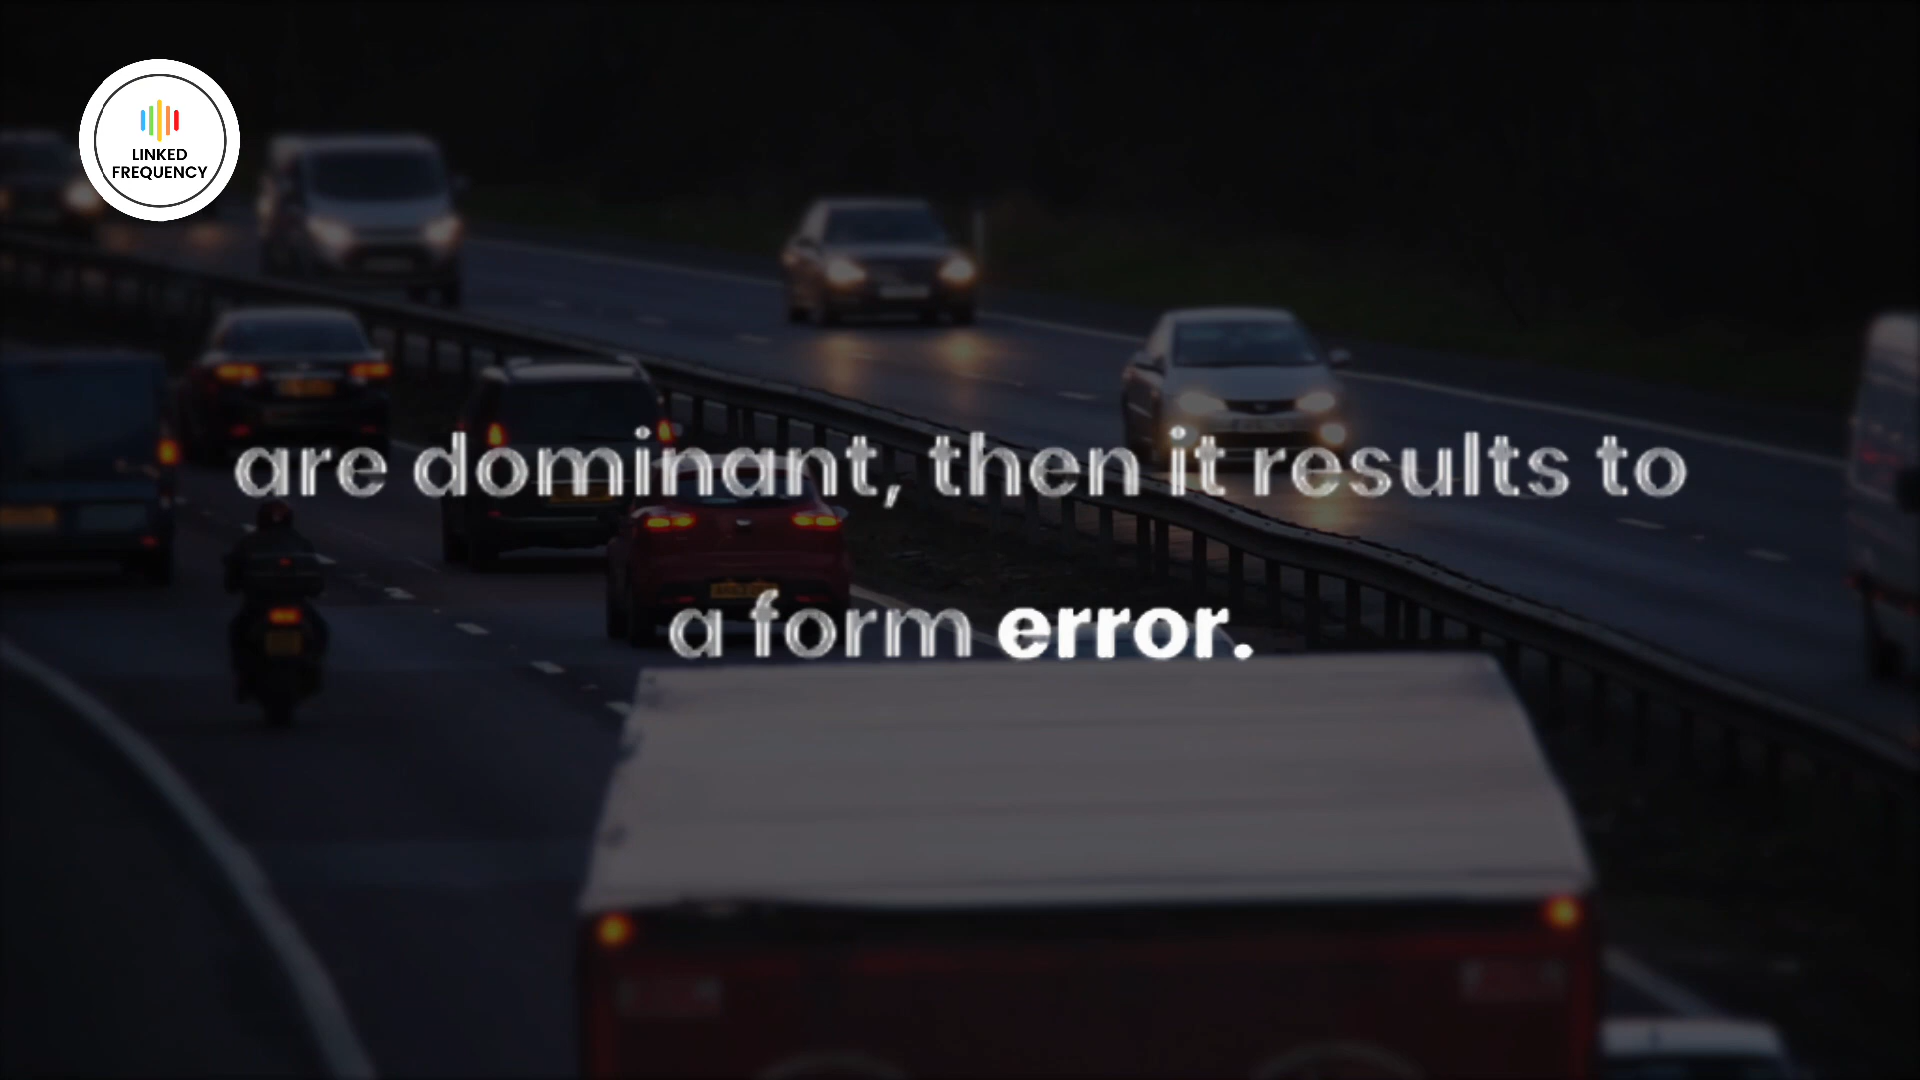 LINKED
FREQUENCY
are dominant, then it results to
a form error.